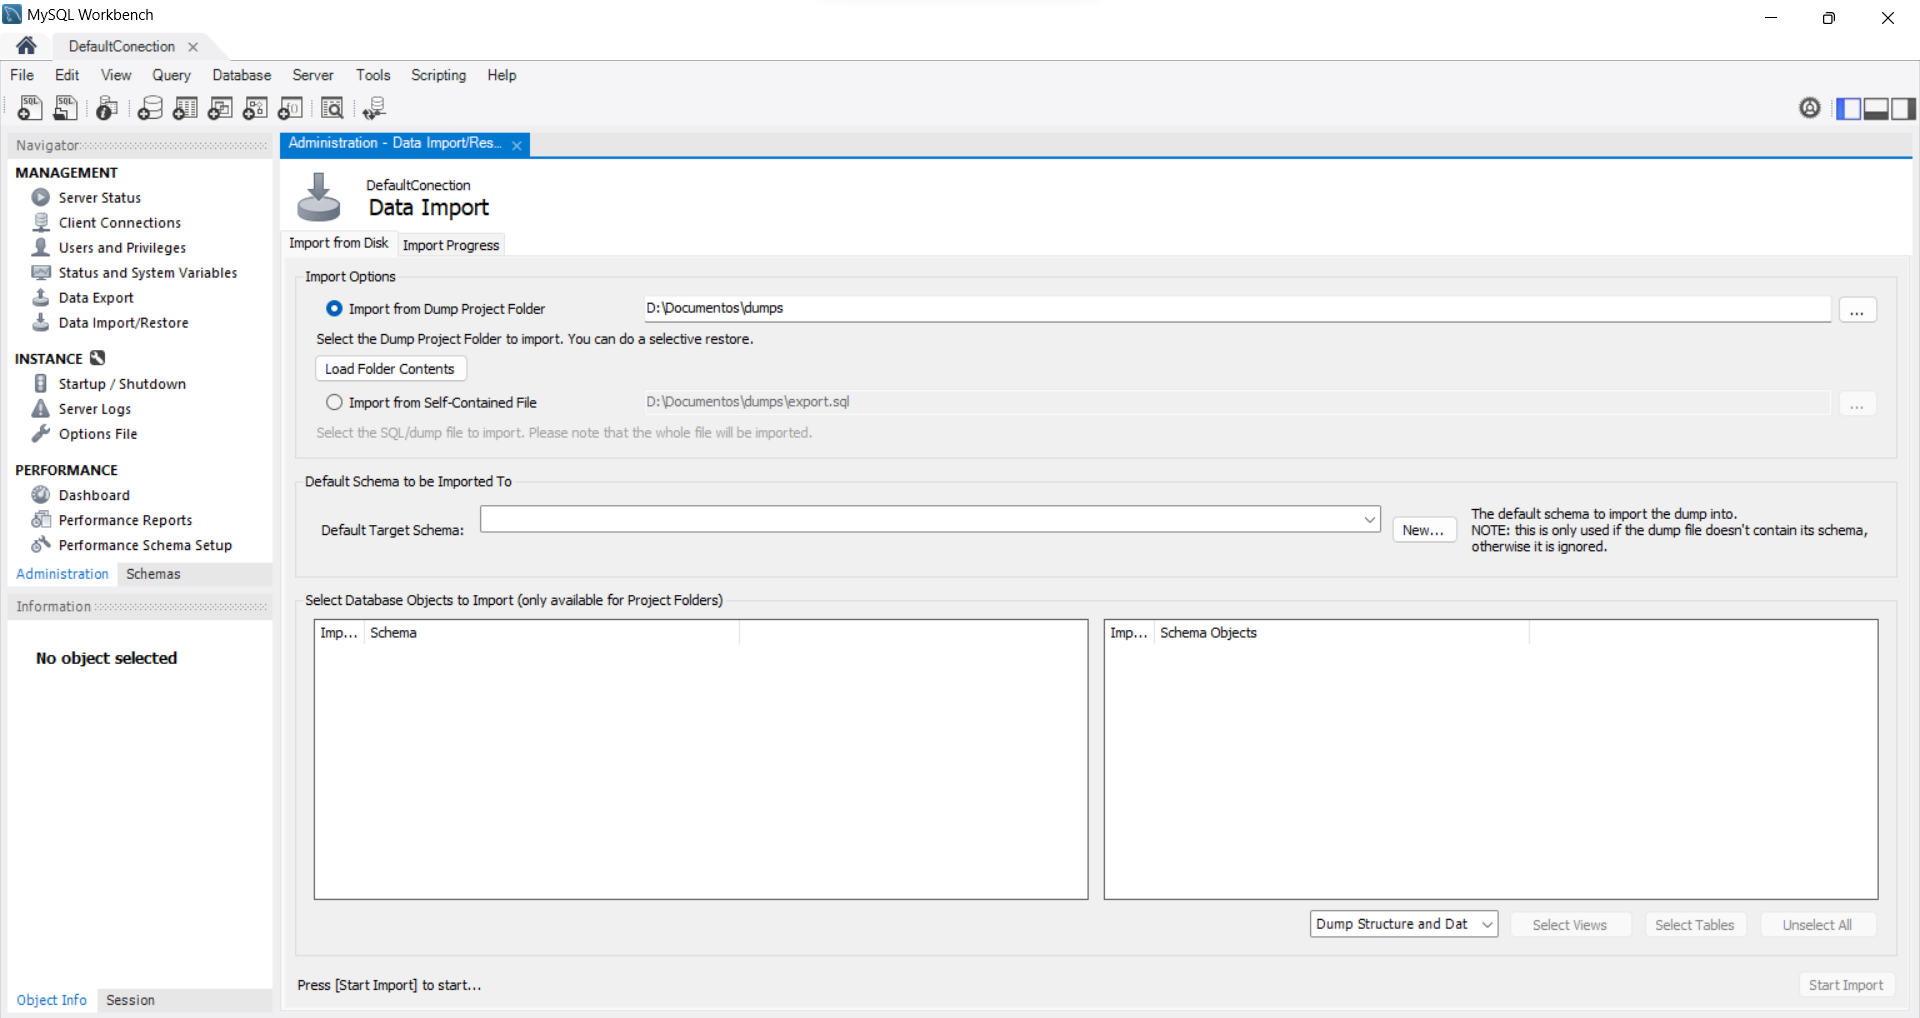 MySQL Workbench
DefaultConection
File Edit View Query Database Server Tools Scripting Help
Navigator
MANAGEMENT
Server Status
Client Connections
Users and Privileges
Status and System Variables
Data Export
Data Import/Restore
INSTANCE
Startup / Shutdown
Server Logs
Options File
PERFORMANCE
Dashboard
Performance Reports
Performance Schema Setup
Administration Schemas
Information
No object selected
Object Info Session
Administration - Data Import/Res...
DefaultConection
Data Import
Import from Disk Import Progress
Import Options
Import from Dump Project Folder D:\Documentos\dumps ...
Select the Dump Project Folder to import. You can do a selective restore.
Load Folder Contents
Import from Self-Contained File D:\Documentos\dumps\export.sql ...
Select the SQL/dump file to import. Please note that the whole file will be imported.
Default Schema to be Imported To
Default Target Schema: New...
The default schema to import the dump into.
NOTE: this is only used if the dump file doesn't contain its schema,
otherwise it is ignored.
Select Database Objects to Import (only available for Project Folders)
Imp... Schema
Imp... Schema Objects
Dump Structure and Dat Select Views Select Tables Unselect All
Press [Start Import] to start... Start Import